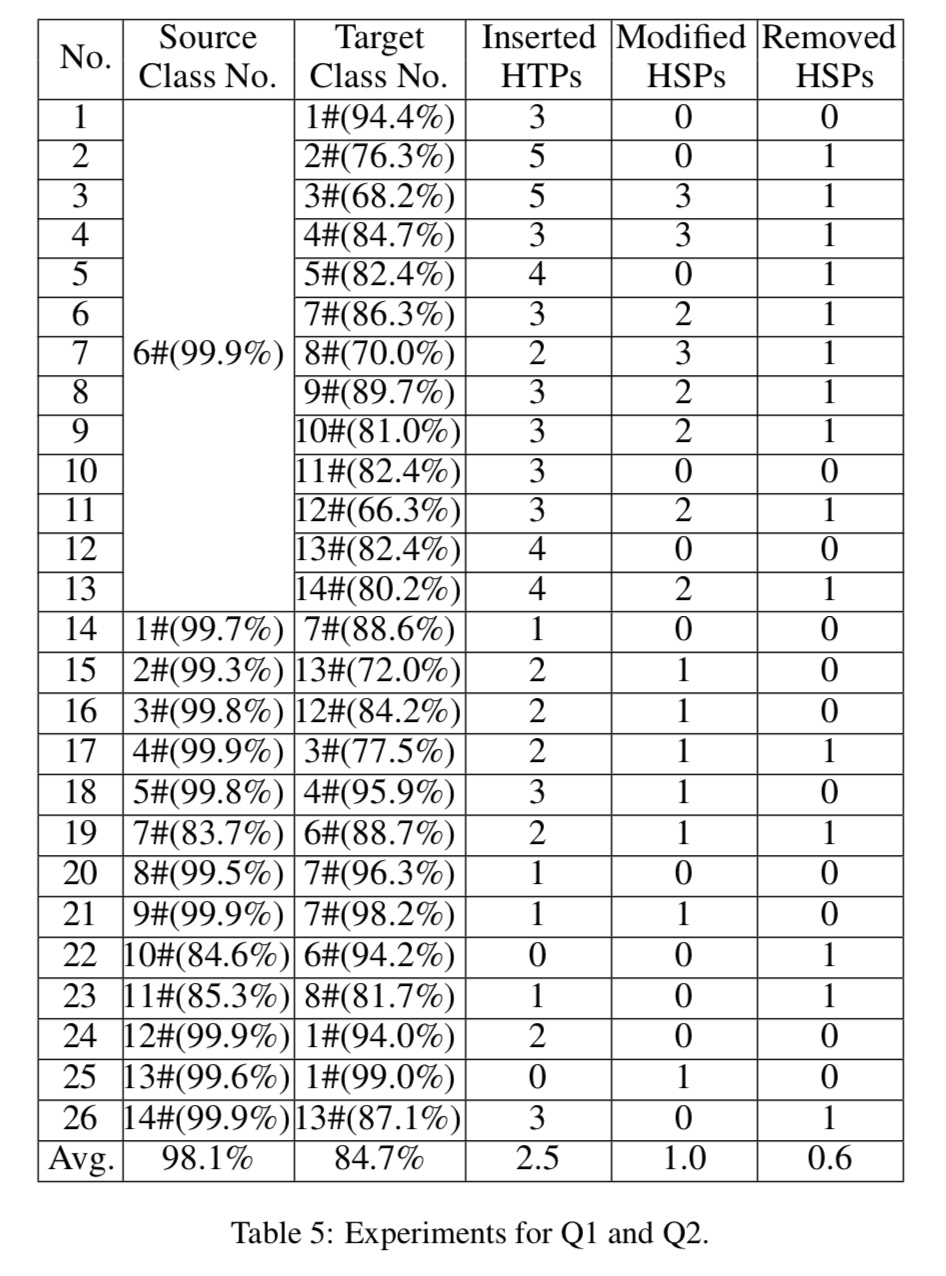 No. Source Class No. Target Class No. Inserted HTPs Modified HSPs Removed HSPs
1 1#(94.4%) 3 0 0
2 2#(76.3%) 5 0 1
3 3#(68.2%) 5 3 1
4 4#(84.7%) 3 3 1
5 5#(82.4%) 4 0 1
6 7#(86.3%) 3 2 1
7 6#(99.9%) 8#(70.0%) 2 3 1
8 9#(89.7%) 3 2 1
9 10#(81.0%) 3 2 1
10 11#(82.4%) 3 0 0
11 12#(66.3%) 3 2 1
12 13#(82.4%) 4 0 0
13 14#(80.2%) 4 2 1
14 1#(99.7%) 7#(88.6%) 1 0 0
15 2#(99.3%) 13#(72.0%) 2 1 0
16 3#(99.8%) 12#(84.2%) 2 1 0
17 4#(99.9%) 3#(77.5%) 2 1 1
18 5#(99.8%) 4#(95.9%) 3 1 0
19 7#(83.7%) 6#(88.7%) 2 1 1
20 8#(99.5%) 7#(96.3%) 1 0 0
21 9#(99.9%) 7#(98.2%) 1 1 0
22 10#(84.6%) 6#(94.2%) 0 0 1
23 11#(85.3%) 8#(81.7%) 1 0 1
24 12#(99.9%) 1#(94.0%) 2 0 0
25 13#(99.6%) 1#(99.0%) 0 1 0
26 14#(99.9%) 13#(87.1%) 3 0 1
Avg. 98.1% 84.7% 2.5 1.0 0.6
Table 5: Experiments for Q1 and Q2.